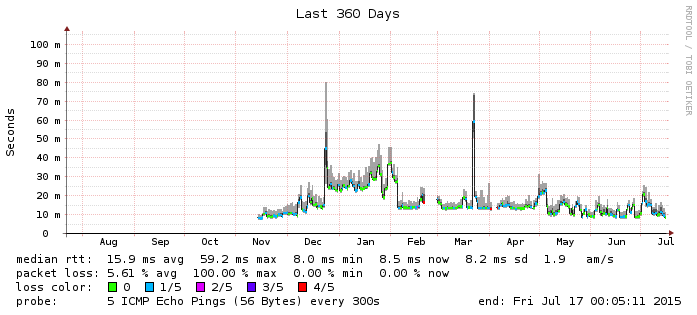 Last 360 Days
RRDTOOL / TOBI OETIKER
Seconds
100 m
90 m
80 m
70 m
60 m
50 m
40 m
30 m
20 m
10 m
0
Aug Sep Oct Nov Dec Jan Feb Mar Apr May Jun Jul
median rtt: 15.9 ms avg 59.2 ms max 8.0 ms min 8.5 ms now 8.2 ms sd 1.9 am/s
packet loss: 5.61 % avg 100.00 % max 0.00 % min 0.00 % now
loss color: 0 1/5 2/5 3/5 4/5
probe: 5 ICMP Echo Pings (56 Bytes) every 300s end: Fri Jul 17 00:05:11 2015